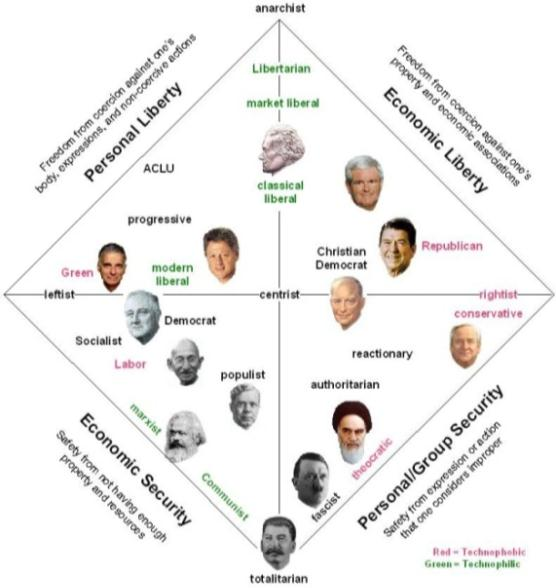 anarchist
Freedom from coercion against one's
body, expressions, and non-coercive actions
Personal Liberty
Freedom from coercion against one's
property and economic associations
Economic Liberty
Libertarian
market liberal
ACLU
classical
liberal
progressive
Republican
Christian
Democrat
Green
modern
liberal
leftist
centrist
rightist
conservative
Democrat
Socialist
Labor
reactionary
populist
authoritarian
marxist
theocratic
Communist
fascist
Economic Security
Safety from not having enough
property and resources
Personal/Group Security
Safety from expression or action
that one considers improper
totalitarian
Red = Technophobic
Green = Technophilic